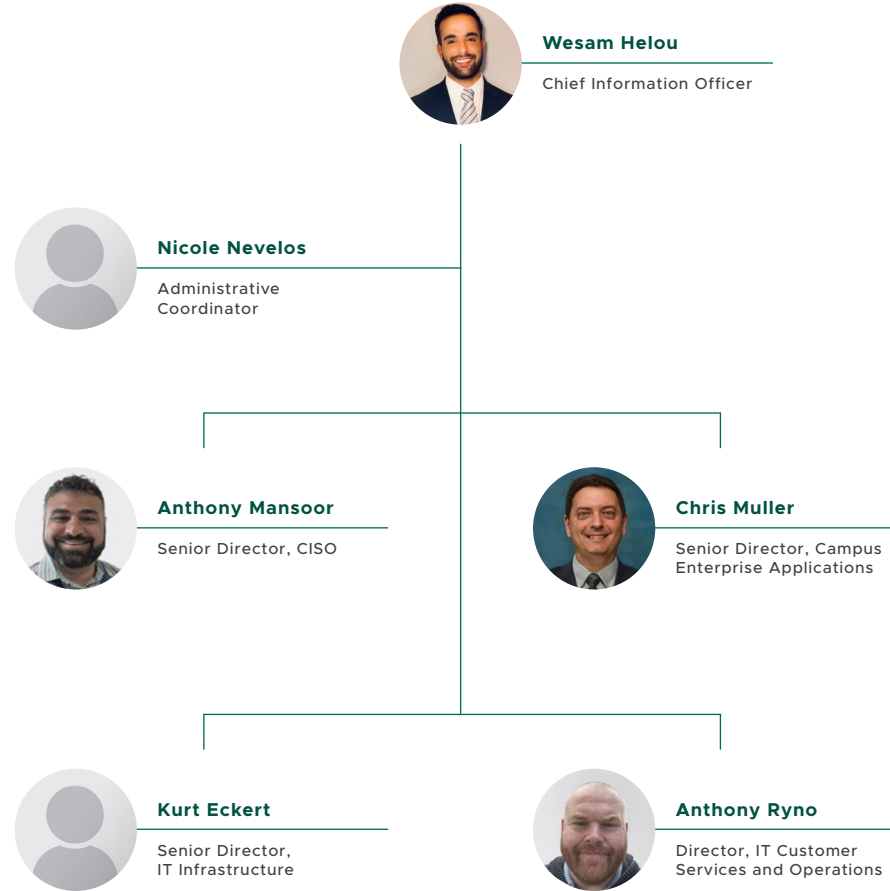 Wesam Helou
Chief Information Officer
Nicole Nevelos
Administrative
Coordinator
Anthony Mansoor
Senior Director, CISO
Chris Muller
Senior Director, Campus
Enterprise Applications
Kurt Eckert
Senior Director,
IT Infrastructure
Anthony Ryno
Director, IT Customer
Services and Operations